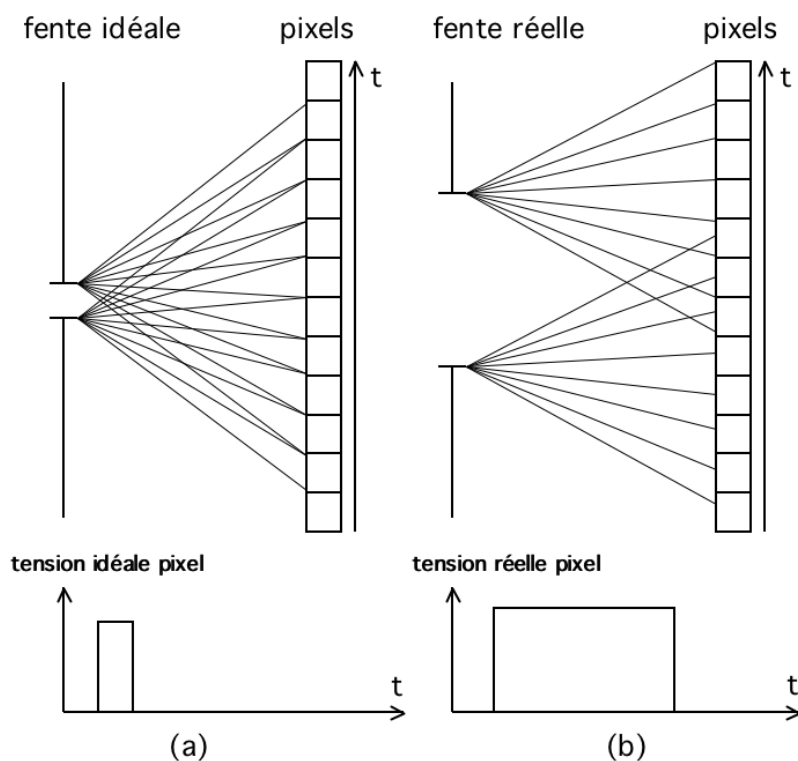 fente idéale pixels fente réelle pixels
t t
tension idéale pixel tension réelle pixel
t t
(a) (b)